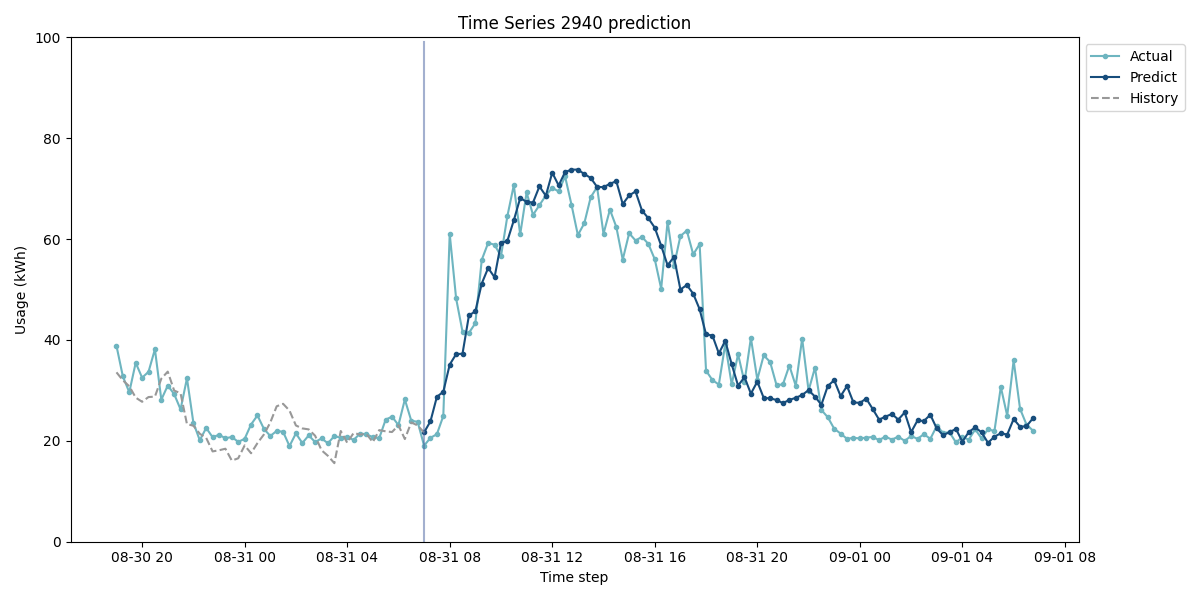 Time Series 2940 prediction
100
80
60
40
20
0
Usage (kWh)
08-30 20
08-31 00
08-31 04
08-31 08
08-31 12
08-31 16
08-31 20
09-01 00
09-01 04
09-01 08
Time step
Actual
Predict
History